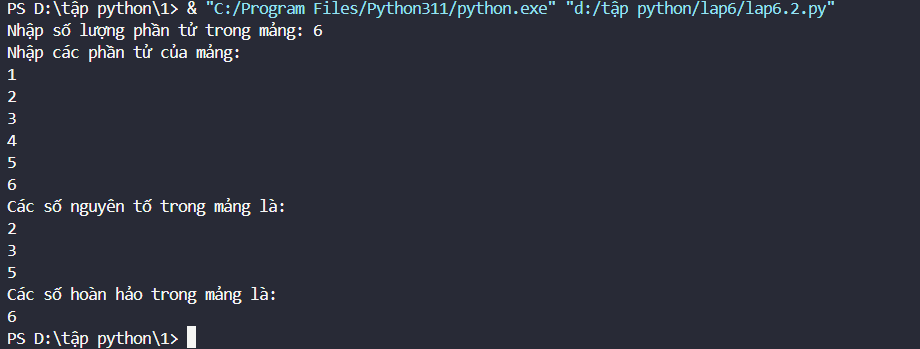 PS D:\tập python\1> & "C:/Program Files/Python311/python.exe" "d:/tập python/lap6/lap6.2.py"
Nhập số lượng phần tử trong mảng: 6
Nhập các phần tử của mảng:
1
2
3
4
5
6
Các số nguyên tố trong mảng là:
2
3
5
Các số hoàn hảo trong mảng là:
6
PS D:\tập python\1>